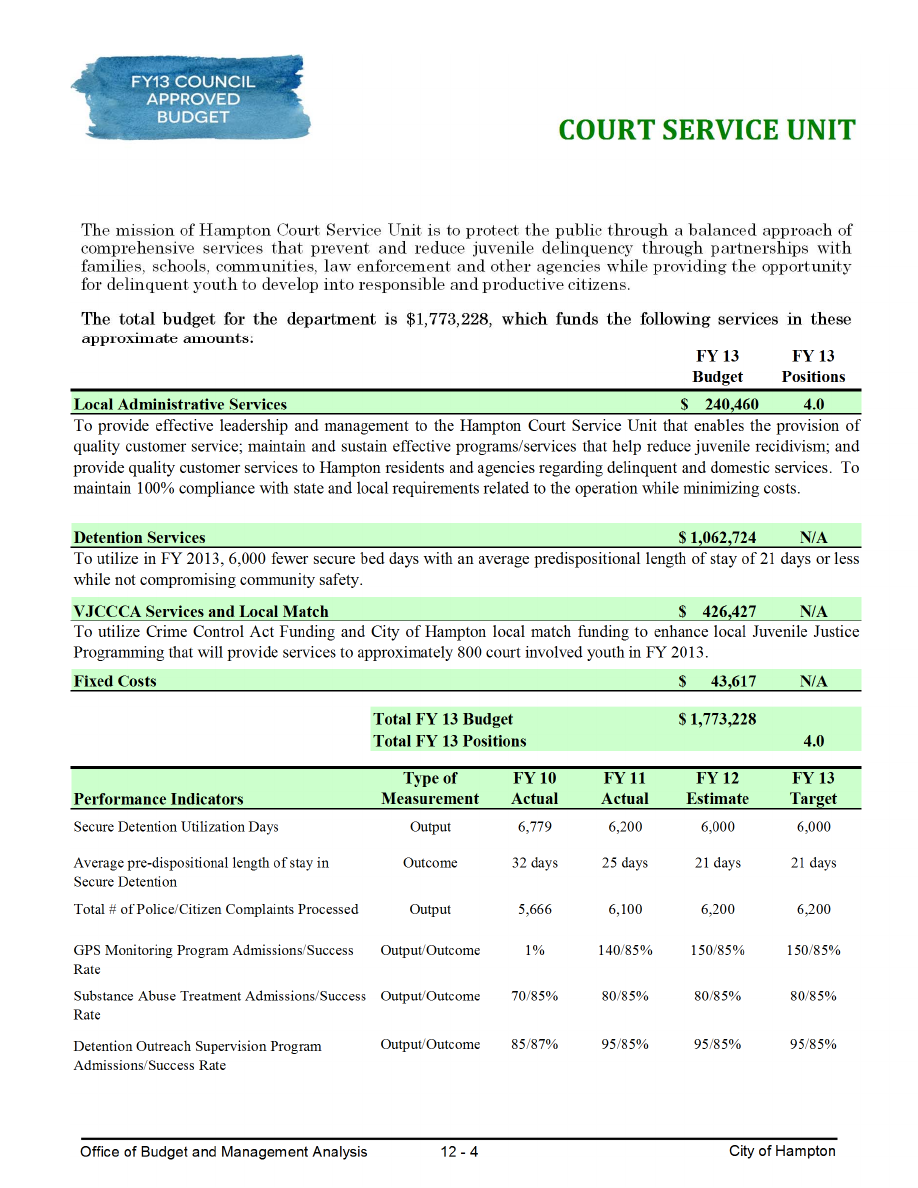 FY13 COUNCIL
APPROVED
BUDGET
COURT SERVICE UNIT
The mission of Hampton Court Service Unit is to protect the public through a balanced approach of
comprehensive services that prevent and reduce juvenile delinquency through partnerships with
families, schools, communities, law enforcement and other agencies while providing the opportunity
for delinquent youth to develop into responsible and productive citizens.
The total budget for the department is $1,773,228, which funds the following services in these
approximate amounts:
FY 13 FY 13
Budget Positions
Local Administrative Services $ 240,460 4.0
To provide effective leadership and management to the Hampton Court Service Unit that enables the provision of
quality customer service; maintain and sustain effective programs/services that help reduce juvenile recidivism; and
provide quality customer services to Hampton residents and agencies regarding delinquent and domestic services. To
maintain 100% compliance with state and local requirements related to the operation while minimizing costs.
Detention Services $ 1,062,724 N/A
To utilize in FY 2013, 6,000 fewer secure bed days with an average predispositional length of stay of 21 days or less
while not compromising community safety.
VJCCCA Services and Local Match $ 426,427 N/A
To utilize Crime Control Act Funding and City of Hampton local match funding to enhance local Juvenile Justice
Programming that will provide services to approximately 800 court involved youth in FY 2013.
Fixed Costs $ 43,617 N/A
Total FY 13 Budget $ 1,773,228
Total FY 13 Positions 4.0
Type of FY 10 FY 11 FY 12 FY 13
Performance Indicators Measurement Actual Actual Estimate Target
Secure Detention Utilization Days Output 6,779 6,200 6,000 6,000
Average pre-dispositional length of stay in Outcome 32 days 25 days 21 days 21 days
Secure Detention
Total # of Police/Citizen Complaints Processed Output 5,666 6,100 6,200 6,200
GPS Monitoring Program Admissions/Success Output/Outcome 1% 140/85% 150/85% 150/85%
Rate
Substance Abuse Treatment Admissions/Success Output/Outcome 70/85% 80/85% 80/85% 80/85%
Rate
Detention Outreach Supervision Program Output/Outcome 85/87% 95/85% 95/85% 95/85%
Admissions/Success Rate
Office of Budget and Management Analysis 12 - 4 City of Hampton